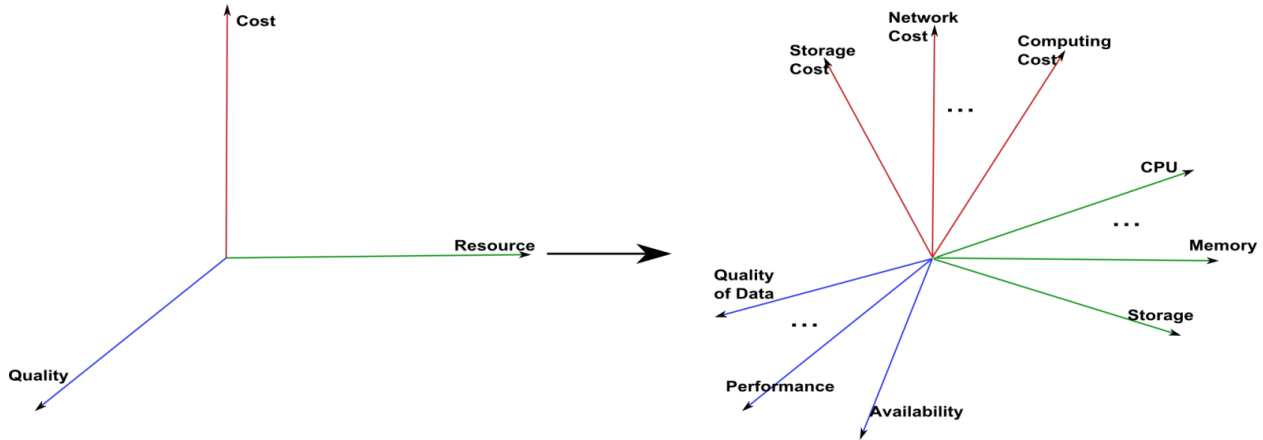 Cost
Resource
Quality
Network
Cost
Storage
Cost
Computing
Cost
...
CPU
...
Memory
Storage
Quality
of Data
...
Performance
Availability